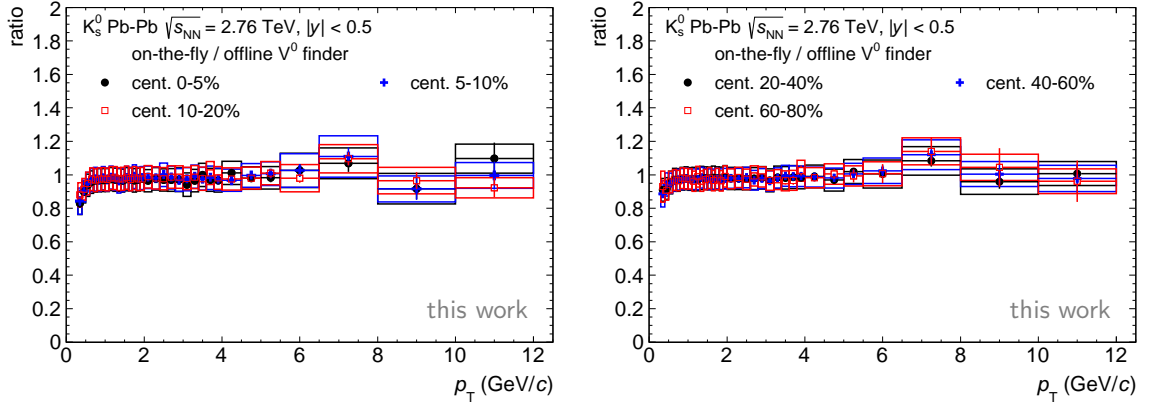 ratio
2
1.8
1.6
1.4
1.2
1
0.8
0.6
0.4
0.2
0
K⁰ₛ Pb-Pb √s_NN = 2.76 TeV, |y| < 0.5
on-the-fly / offline V⁰ finder
cent. 0-5%
cent. 5-10%
cent. 10-20%
this work
0 2 4 6 8 10 12
p_T (GeV/c)
ratio
2
1.8
1.6
1.4
1.2
1
0.8
0.6
0.4
0.2
0
K⁰ₛ Pb-Pb √s_NN = 2.76 TeV, |y| < 0.5
on-the-fly / offline V⁰ finder
cent. 20-40%
cent. 40-60%
cent. 60-80%
this work
0 2 4 6 8 10 12
p_T (GeV/c)